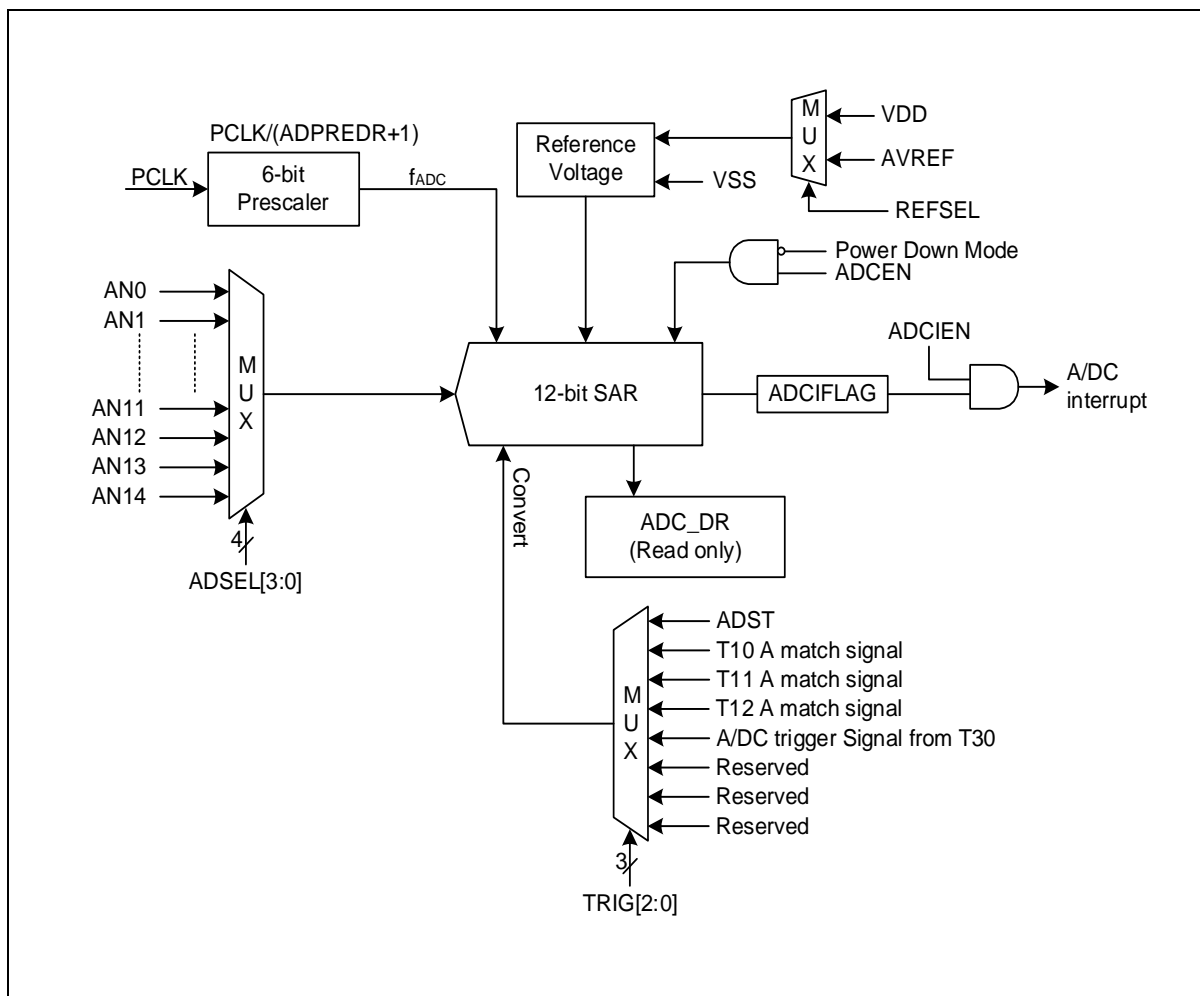 PCLK/(ADPREDR+1)
PCLK
6-bit
Prescaler
fADC
Reference
Voltage
VSS
M
U
X
VDD
AVREF
REFSEL
Power Down Mode
ADCEN
AN0
AN1
AN11
AN12
AN13
AN14
M
U
X
4
ADSEL[3:0]
12-bit SAR
ADCIFLAG
ADCIEN
A/DC
interrupt
Convert
ADC_DR
(Read only)
M
U
X
ADST
T10 A match signal
T11 A match signal
T12 A match signal
A/DC trigger Signal from T30
Reserved
Reserved
Reserved
3
TRIG[2:0]